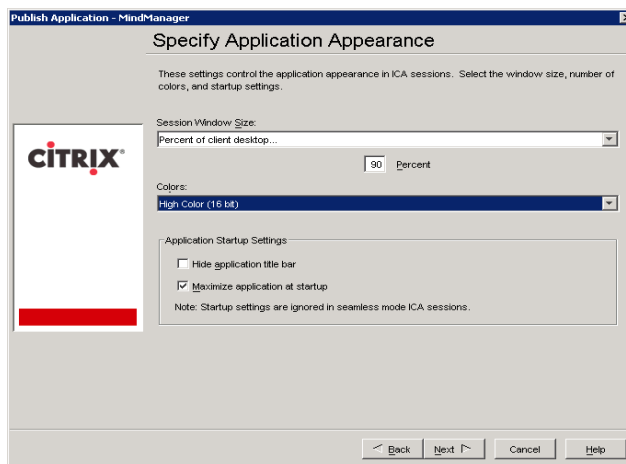 Publish Application - MindManager
Specify Application Appearance
These settings control the application appearance in ICA sessions. Select the window size, number of
colors, and startup settings.
Session Window Size:
Percent of client desktop...
90 Percent
CITRIX®
Colors:
High Color (16 bit)
Application Startup Settings
Hide application title bar
Maximize application at startup
Note: Startup settings are ignored in seamless mode ICA sessions.
Back Next Cancel Help